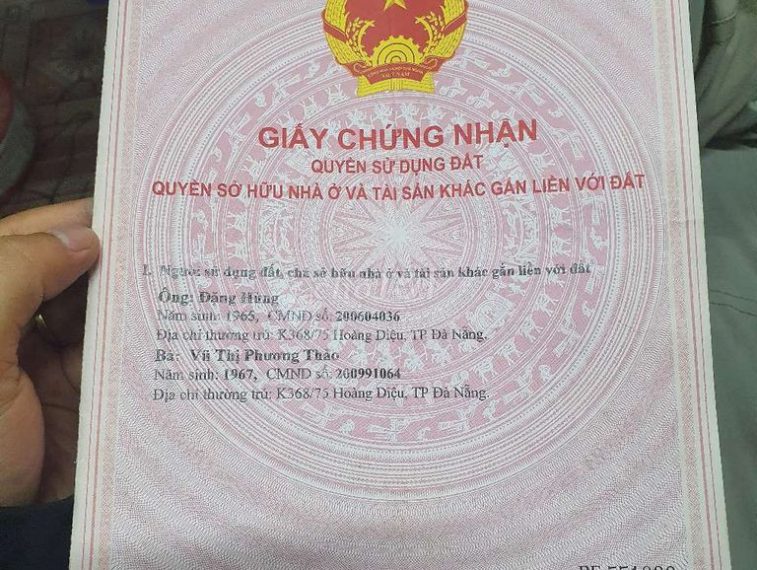 GIẤY CHỨNG NHẬN
QUYỀN SỬ DỤNG ĐẤT
QUYỀN SỞ HỮU NHÀ Ở VÀ TÀI SẢN KHÁC GẮN LIỀN VỚI ĐẤT
I. Người sử dụng đất, chủ sở hữu nhà ở và tài sản khác gắn liền với đất
Ông: Đặng Hùng
Năm sinh: 1965, CMND số: 200604036
Địa chỉ thường trú: K368/75 Hoàng Diệu, TP Đà Nẵng.
Bà: Vũ Thị Phương Thảo
Năm sinh: 1967, CMND số: 200991064
Địa chỉ thường trú: K368/75 Hoàng Diệu, TP Đà Nẵng.